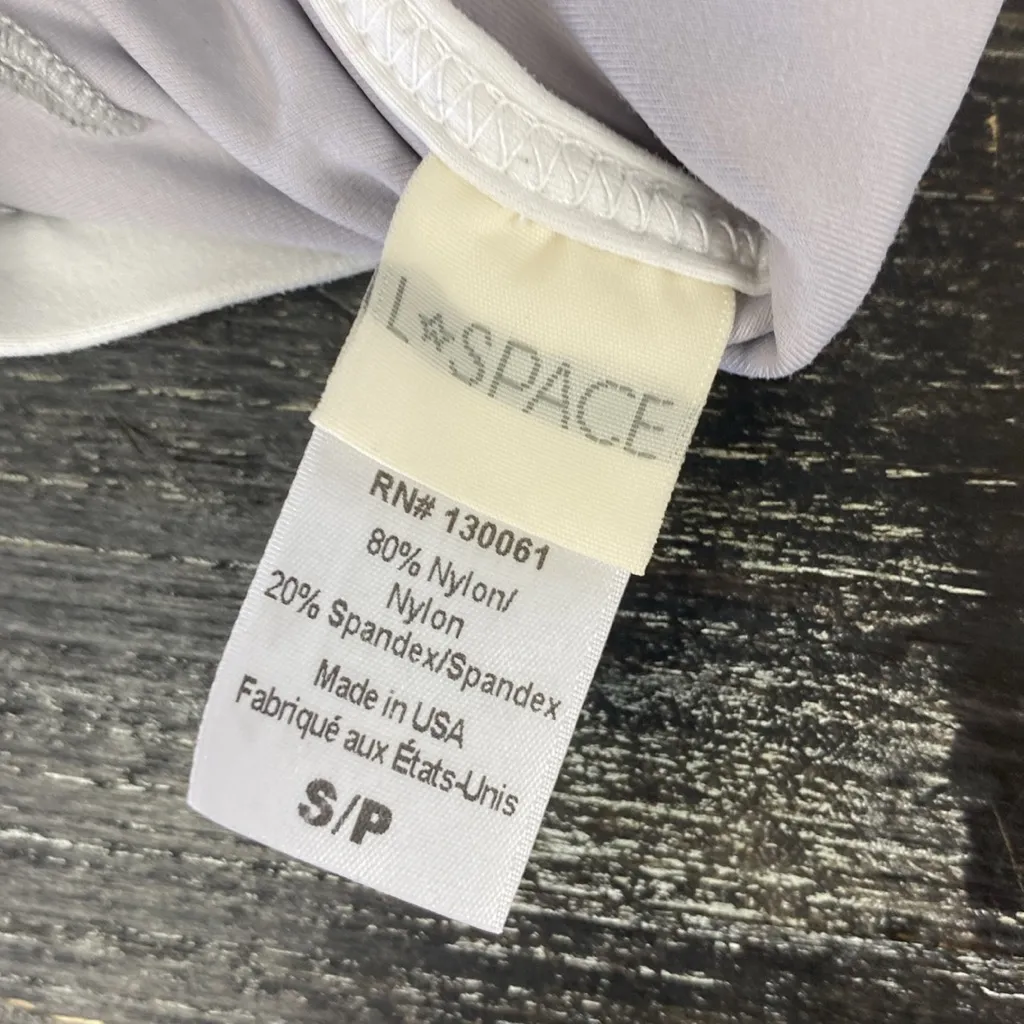 L☆SPACE
RN# 130061
80% Nylon/
Nylon
20% Spandex/Spandex
Made in USA
Fabriqué aux États-Unis
S/P